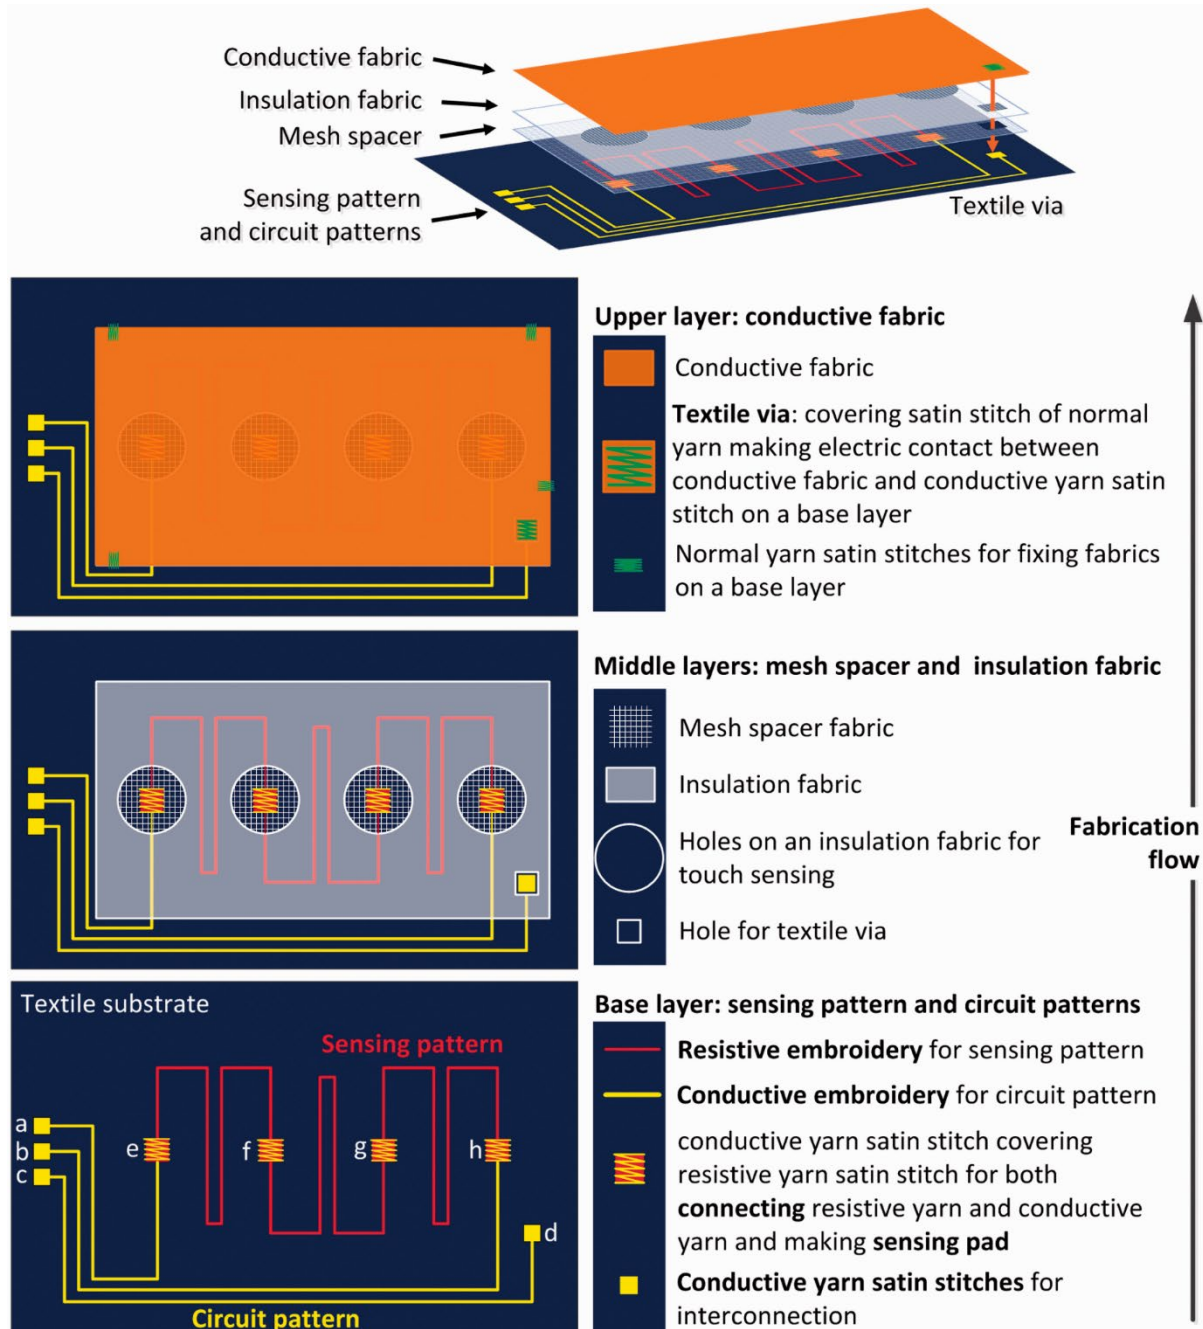 Conductive fabric
Insulation fabric
Mesh spacer
Sensing pattern
and circuit patterns
Textile via
Upper layer: conductive fabric
Conductive fabric
Textile via: covering satin stitch of normal
yarn making electric contact between
conductive fabric and conductive yarn satin
stitch on a base layer
Normal yarn satin stitches for fixing fabrics
on a base layer
Middle layers: mesh spacer and insulation fabric
Mesh spacer fabric
Insulation fabric
Holes on an insulation fabric for
touch sensing
Hole for textile via
Fabrication
flow
Textile substrate
Sensing pattern
a
b
c
d
e
f
g
h
Circuit pattern
Base layer: sensing pattern and circuit patterns
Resistive embroidery for sensing pattern
Conductive embroidery for circuit pattern
conductive yarn satin stitch covering
resistive yarn satin stitch for both
connecting resistive yarn and conductive
yarn and making sensing pad
Conductive yarn satin stitches for
interconnection